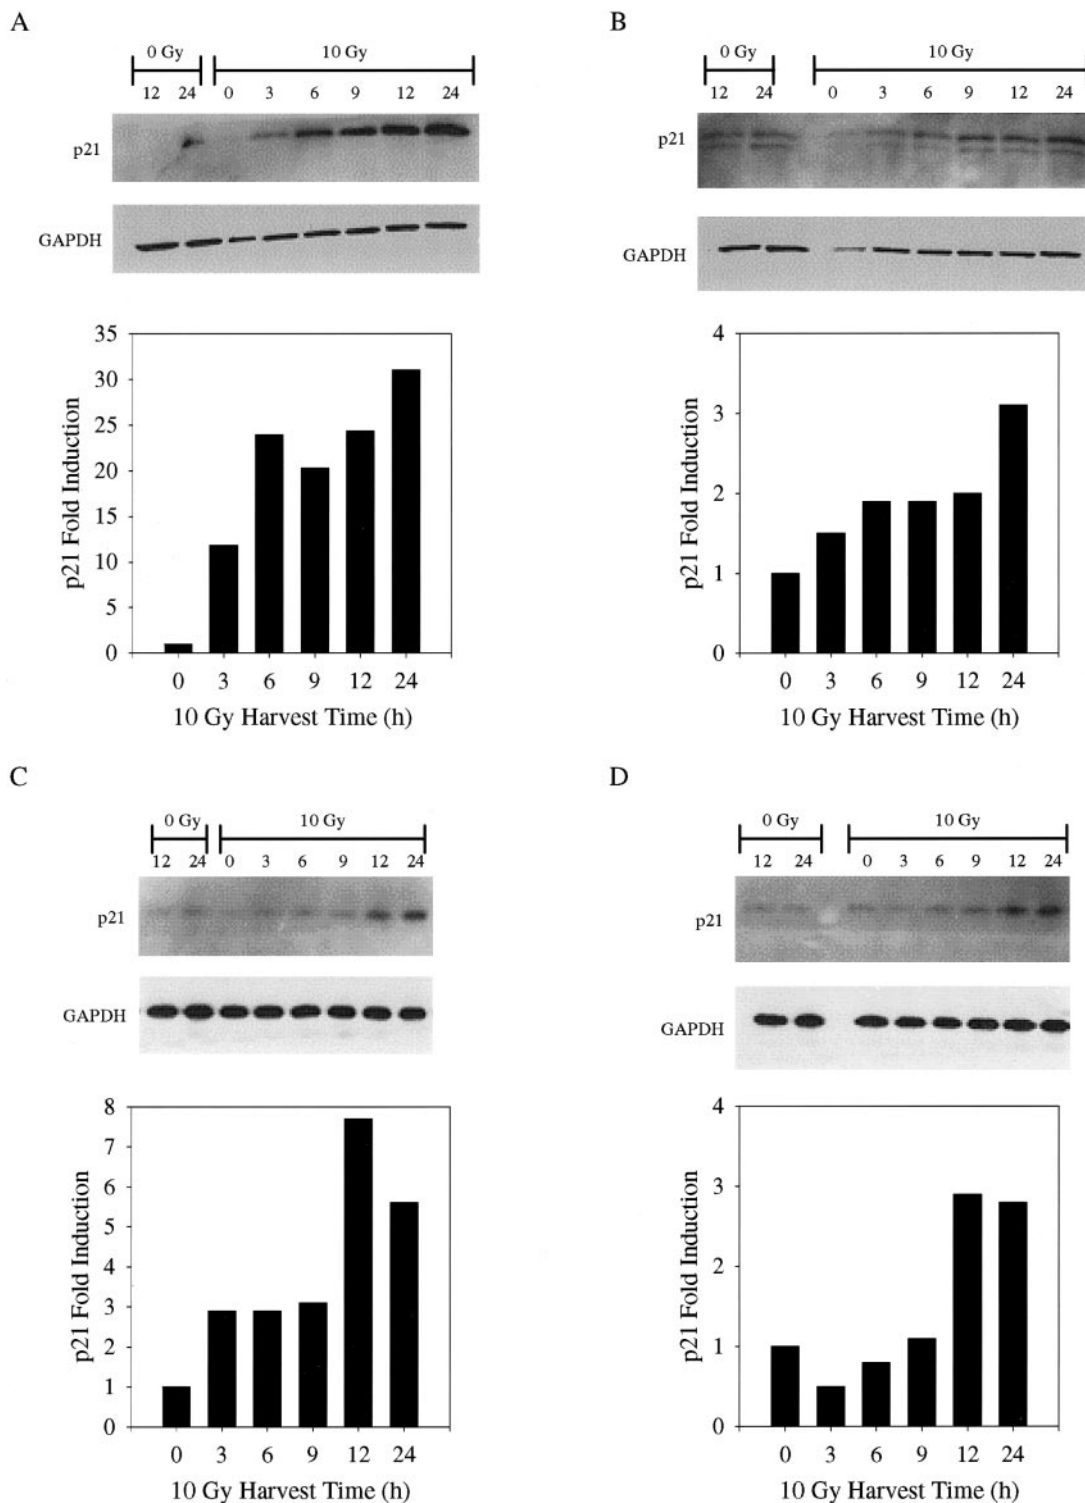 A
0 Gy 10 Gy
12 24 0 3 6 9 12 24
p21
GAPDH
35
30
25
20
15
10
5
0
p21 Fold Induction
0 3 6 9 12 24
10 Gy Harvest Time (h)
B
0 Gy 10 Gy
12 24 0 3 6 9 12 24
p21
GAPDH
4
3
2
1
0
p21 Fold Induction
0 3 6 9 12 24
10 Gy Harvest Time (h)
C
0 Gy 10 Gy
12 24 0 3 6 9 12 24
p21
GAPDH
8
7
6
5
4
3
2
1
0
p21 Fold Induction
0 3 6 9 12 24
10 Gy Harvest Time (h)
D
0 Gy 10 Gy
12 24 0 3 6 9 12 24
p21
GAPDH
4
3
2
1
0
p21 Fold Induction
0 3 6 9 12 24
10 Gy Harvest Time (h)